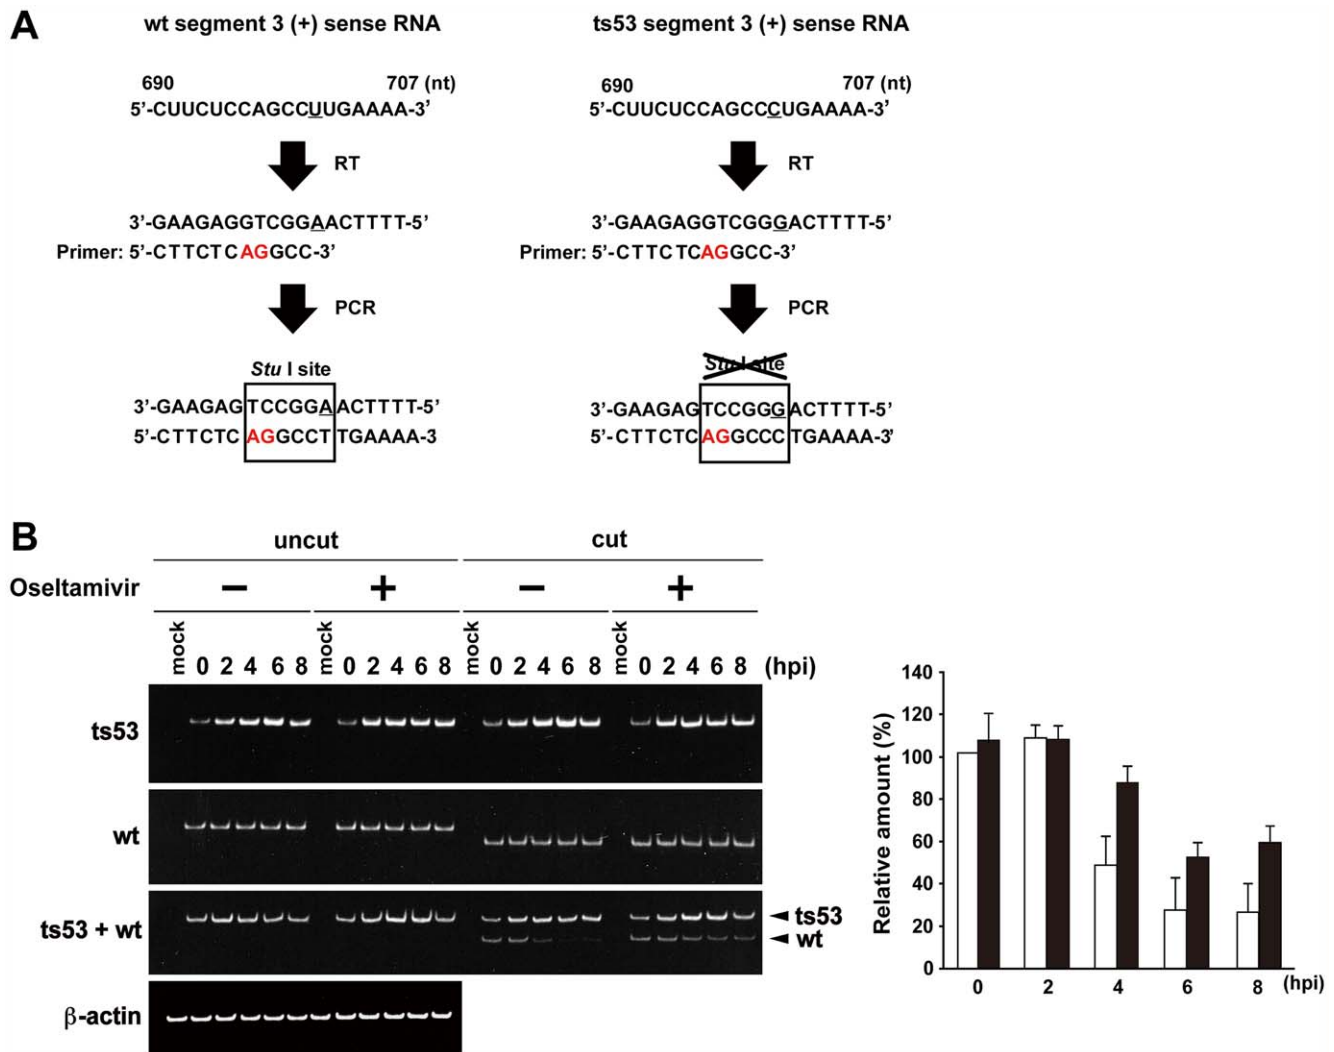 A
wt segment 3 (+) sense RNA
ts53 segment 3 (+) sense RNA
690 707 (nt)
5’-CUUCUCCAGCCUUGAAAA-3’
690 707 (nt)
5’-CUUCUCCAGCCCUGAAAA-3’
RT
RT
3’-GAAGAGGTCGGAACTTTT-5’
Primer: 5’-CTTCTCAGGCC-3’
3’-GAAGAGGTCGGGACTTTT-5’
Primer: 5’-CTTCTCAGGCC-3’
PCR
PCR
Stu I site
Stu I site
3’-GAAGAGTCCGGAACTTTT-5’
5’-CTTCTCAGGCCTTGAAAA-3
3’-GAAGAGTCCGGGACTTTT-5’
5’-CTTCTCAGGCCCTGAAAA-3’
B
uncut cut
Oseltamivir − + − +
mock 0 2 4 6 8 mock 0 2 4 6 8 mock 0 2 4 6 8 mock 0 2 4 6 8 (hpi)
ts53
wt
ts53 + wt
ts53
wt
β-actin
Relative amount (%)
140
120
100
80
60
40
20
0
0 2 4 6 8 (hpi)